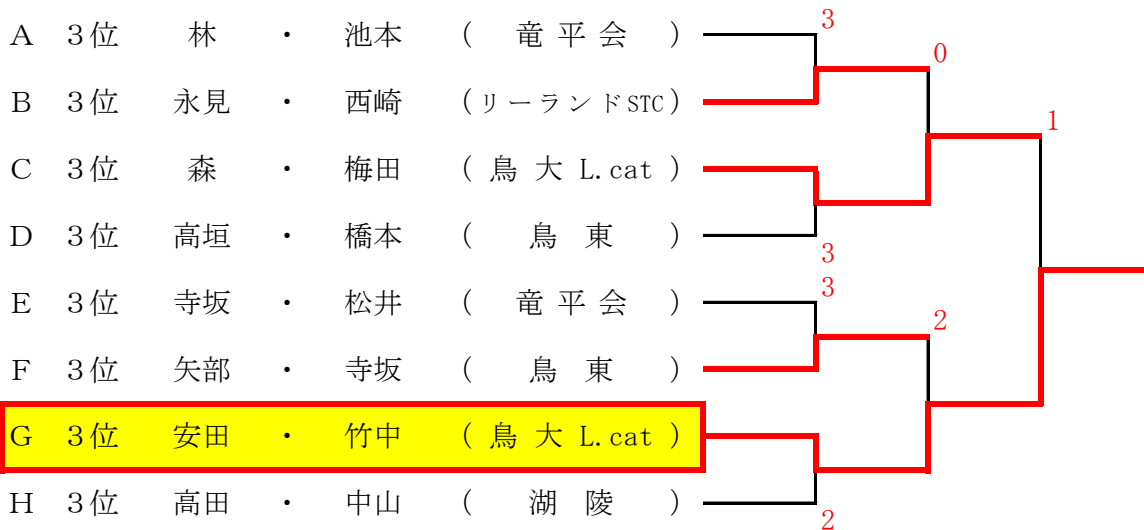 A 3位 林 ・ 池本 ( 竜平会 ) 3
0
B 3位 永見 ・ 西崎 (リーランドSTC)
1
C 3位 森 ・ 梅田 ( 鳥大 L.cat )
D 3位 高垣 ・ 橋本 ( 鳥東 )
3
E 3位 寺坂 ・ 松井 ( 竜平会 ) 3
2
F 3位 矢部 ・ 寺坂 ( 鳥東 )
G 3位 安田 ・ 竹中 ( 鳥大 L.cat )
H 3位 高田 ・ 中山 ( 湖陵 )
2